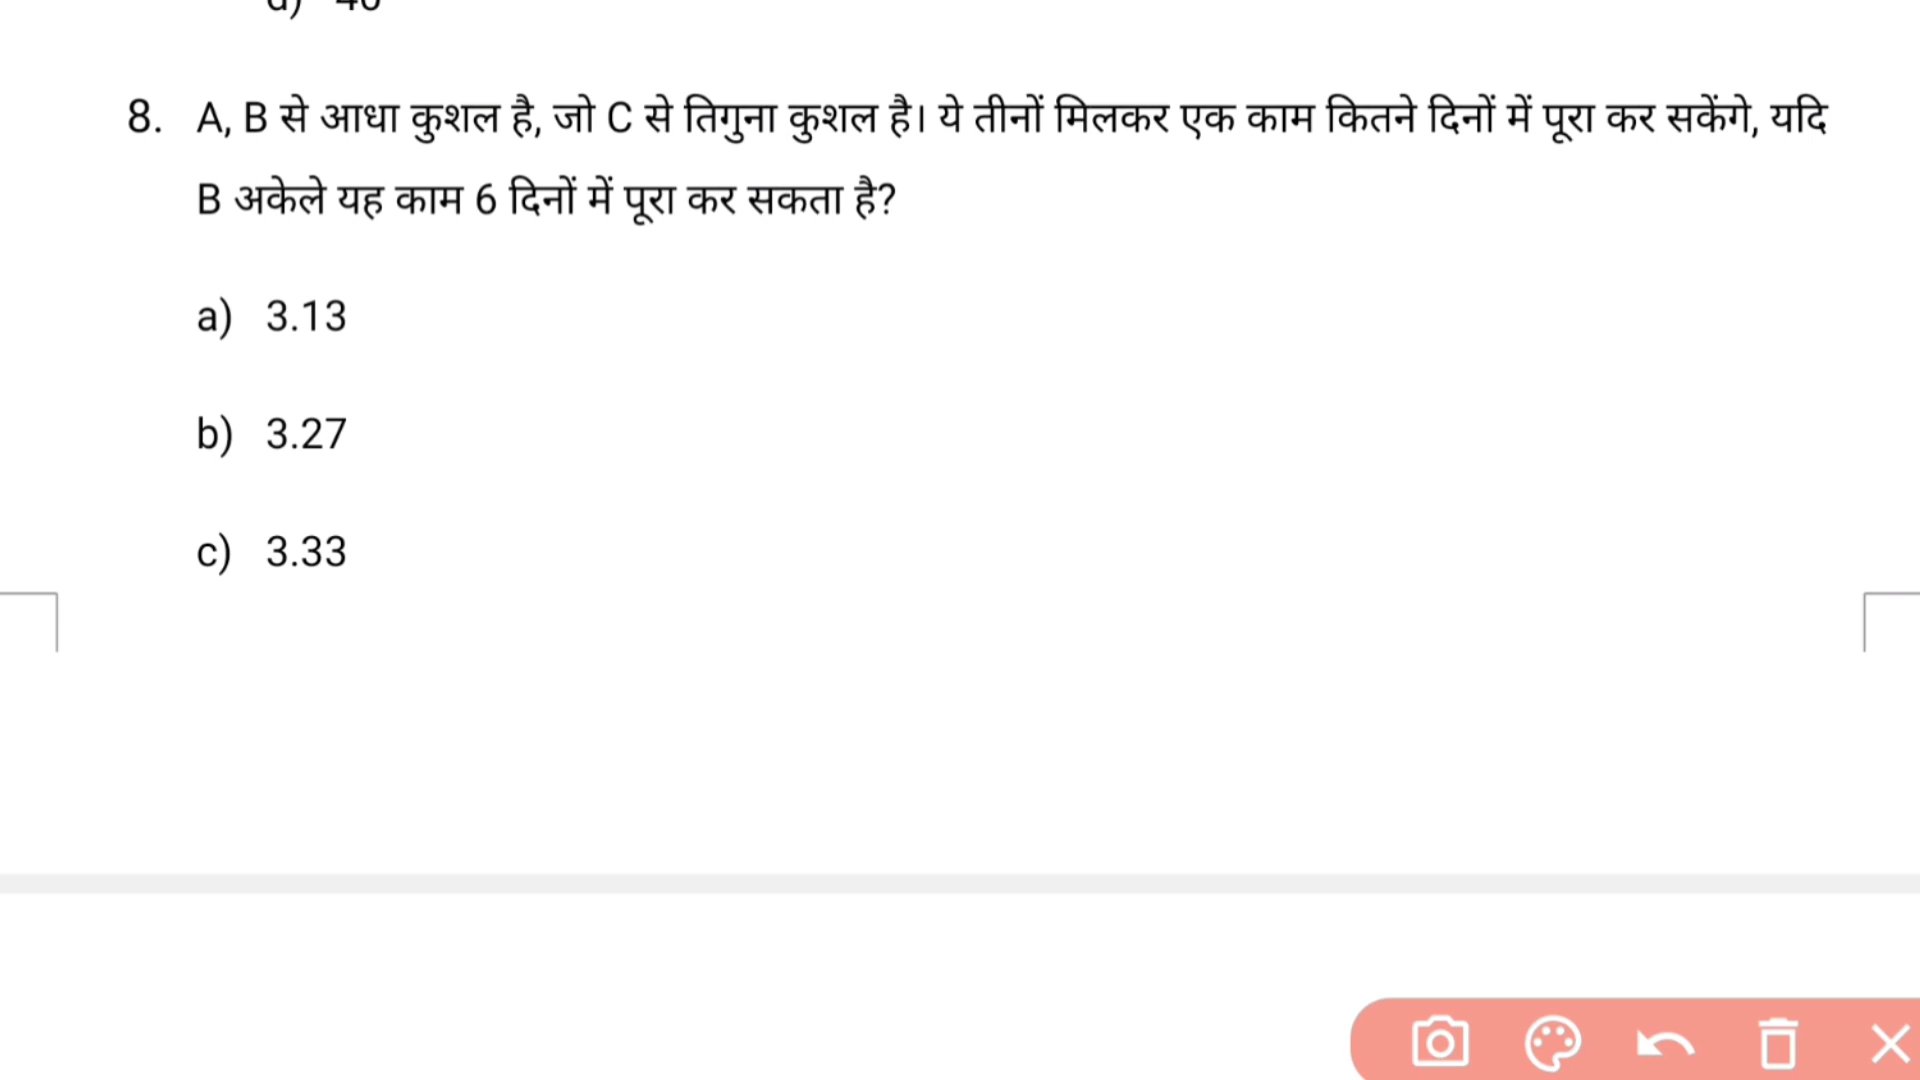 8. A, B से आधा कुशल है, जो C से तिगुना कुशल है। ये तीनों मिलकर एक काम कितने दिनों में पूरा कर सकेंगे, यदि
B अकेले यह काम 6 दिनों में पूरा कर सकता है?
a) 3.13
b) 3.27
c) 3.33